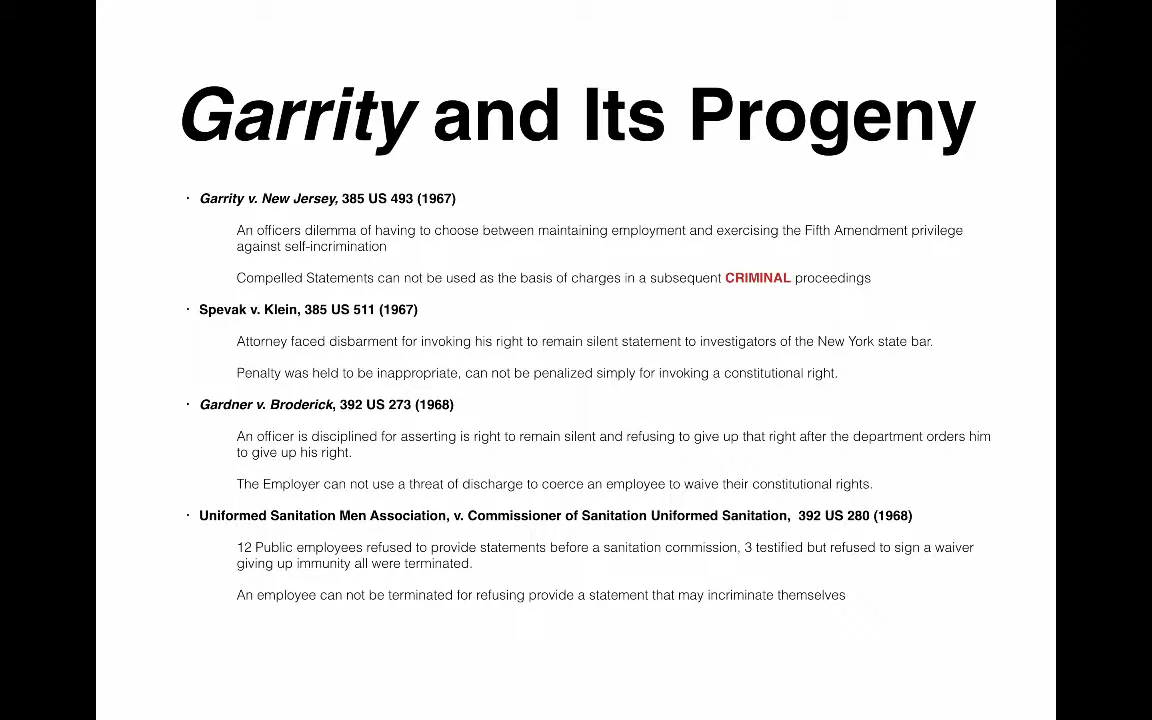 Garrity and Its Progeny
· Garrity v. New Jersey, 385 US 493 (1967)
An officers dilemma of having to choose between maintaining employment and exercising the Fifth Amendment privilege
against self-incrimination
Compelled Statements can not be used as the basis of charges in a subsequent CRIMINAL proceedings
· Spevak v. Klein, 385 US 511 (1967)
Attorney faced disbarment for invoking his right to remain silent statement to investigators of the New York state bar.
Penalty was held to be inappropriate, can not be penalized simply for invoking a constitutional right.
· Gardner v. Broderick, 392 US 273 (1968)
An officer is disciplined for asserting is right to remain silent and refusing to give up that right after the department orders him
to give up his right.
The Employer can not use a threat of discharge to coerce an employee to waive their constitutional rights.
· Uniformed Sanitation Men Association, v. Commissioner of Sanitation Uniformed Sanitation, 392 US 280 (1968)
12 Public employees refused to provide statements before a sanitation commission, 3 testified but refused to sign a waiver
giving up immunity all were terminated.
An employee can not be terminated for refusing provide a statement that may incriminate themselves